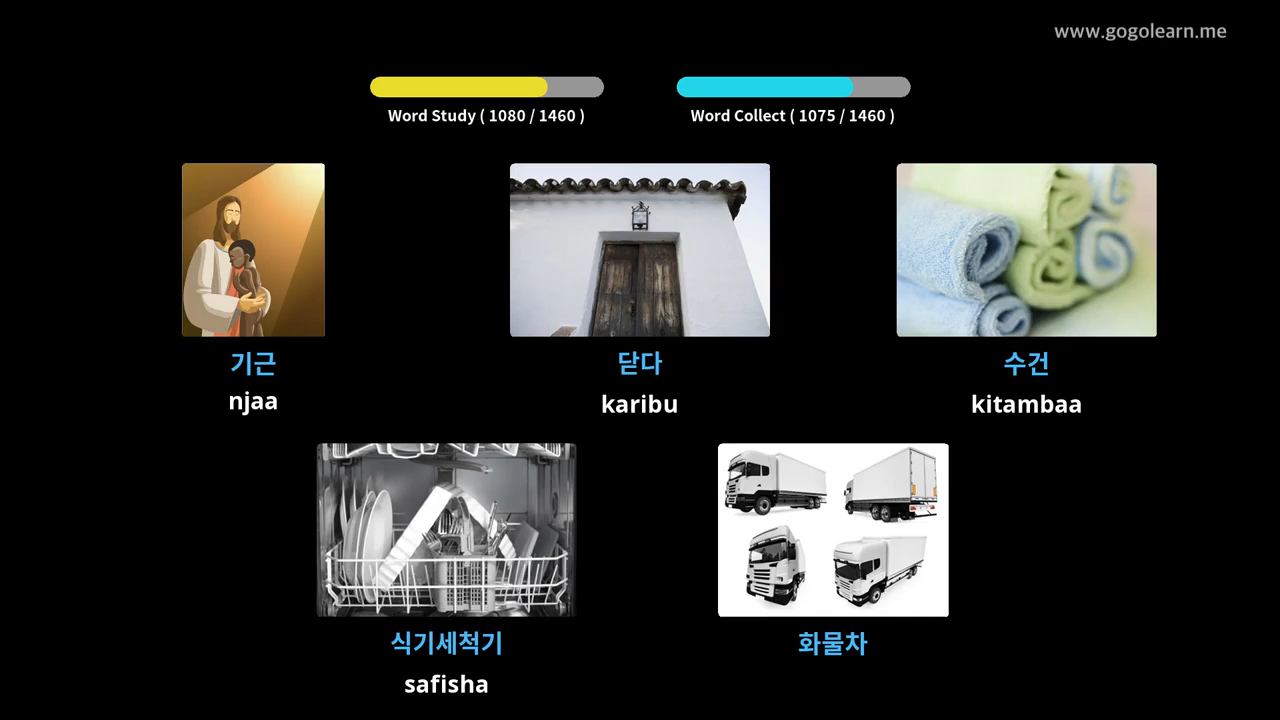 www.gogolearn.me
Word Study ( 1080 / 1460 )
Word Collect ( 1075 / 1460 )
기근
njaa
닫다
karibu
수건
kitambaa
식기세척기
safisha
화물차